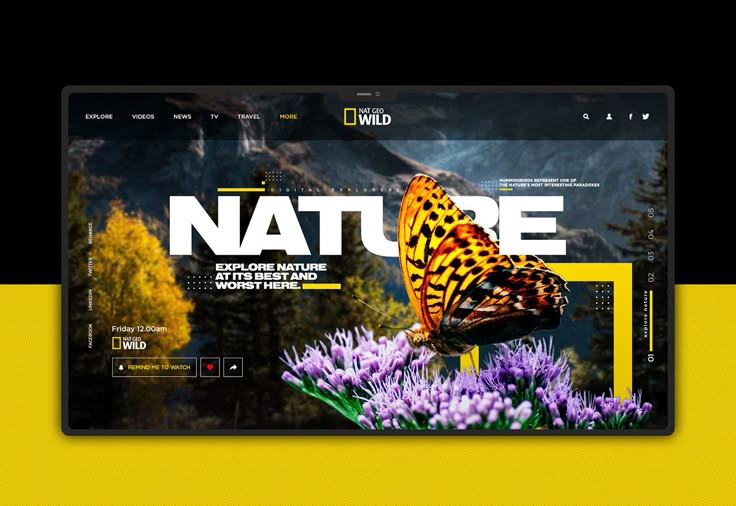 EXPLORE VIDEOS NEWS TV TRAVEL MORE
NAT GEO
WILD
DIGITAL EXPLORERS
HUMMINGBIRDS REPRESENT ONE OF
THE NATURE'S MOST INTERESTING PARADOXES
NATURE
EXPLORE NATURE
AT ITS BEST AND
WORST HERE.
BEHANCE
TWITTER
LINKEDIN
FACEBOOK
Friday 12.00am
NAT GEO
WILD
REMIND ME TO WATCH
05
04
03
02
explore nature
01